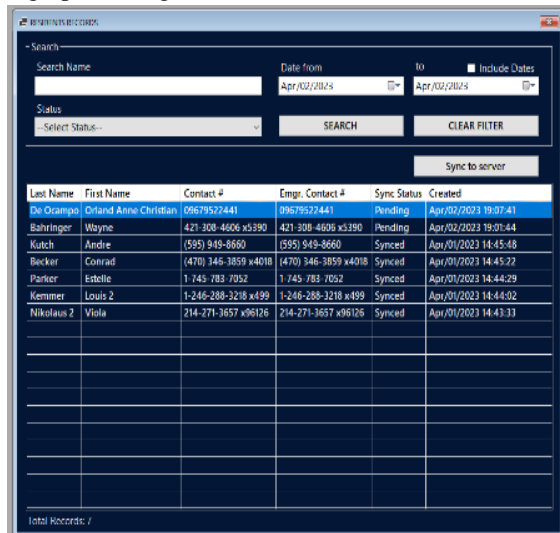 RESIDENTS RECORDS
Search
Search Name
Date from
to
Include Dates
Apr/02/2023
Apr/02/2023
Status
--Select Status--
SEARCH
CLEAR FILTER
Sync to server
Last Name First Name Contact # Emgr. Contact # Sync Status Created
De Ocampo Orland Anne Christian 09679522441 09679522441 Pending Apr/02/2023 19:07:41
Bahringer Wayne 421-308-4606 x5390 421-308-4606 x5390 Pending Apr/02/2023 19:01:44
Kutch Andre (595) 949-8660 (595) 949-8660 Synced Apr/01/2023 14:45:48
Becker Conrad (470) 346-3859 x4018 (470) 346-3859 x4018 Synced Apr/01/2023 14:45:22
Parker Estelle 1-745-783-7052 1-745-783-7052 Synced Apr/01/2023 14:44:29
Kemmer Louis 2 1-246-288-3218 x499 1-246-288-3218 x499 Synced Apr/01/2023 14:44:02
Nikolaus 2 Viola 214-271-3657 x96126 214-271-3657 x96126 Synced Apr/01/2023 14:43:33
Total Records: 7